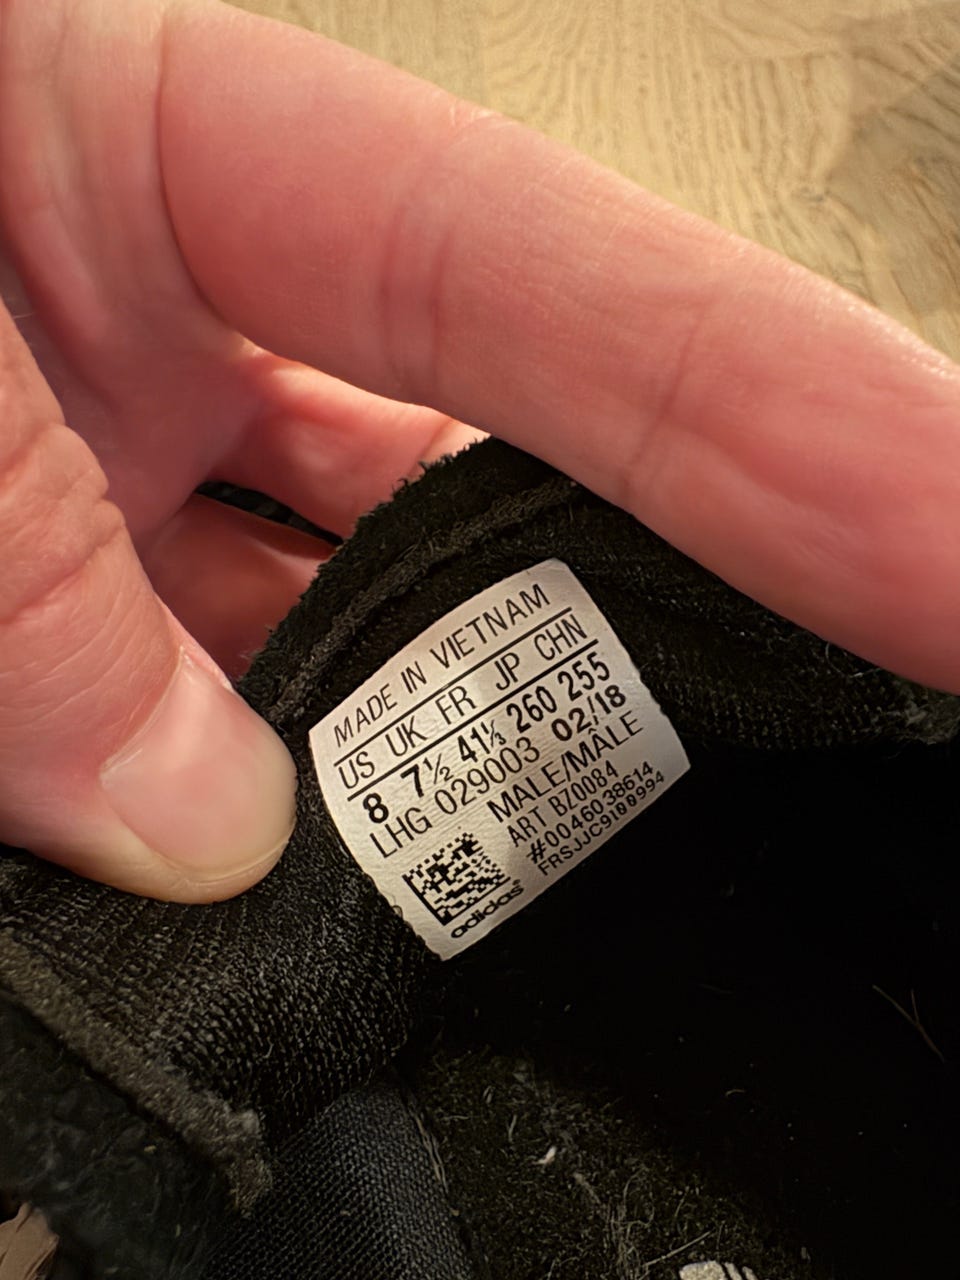 MADE IN VIETNAM
US UK FR JP CHN
8 7½ 41⅓ 260 255
LHG 029003 02/18
MALE/MÂLE
ART BZ0084
#0046038614
FRSJJC9100994
adidas®